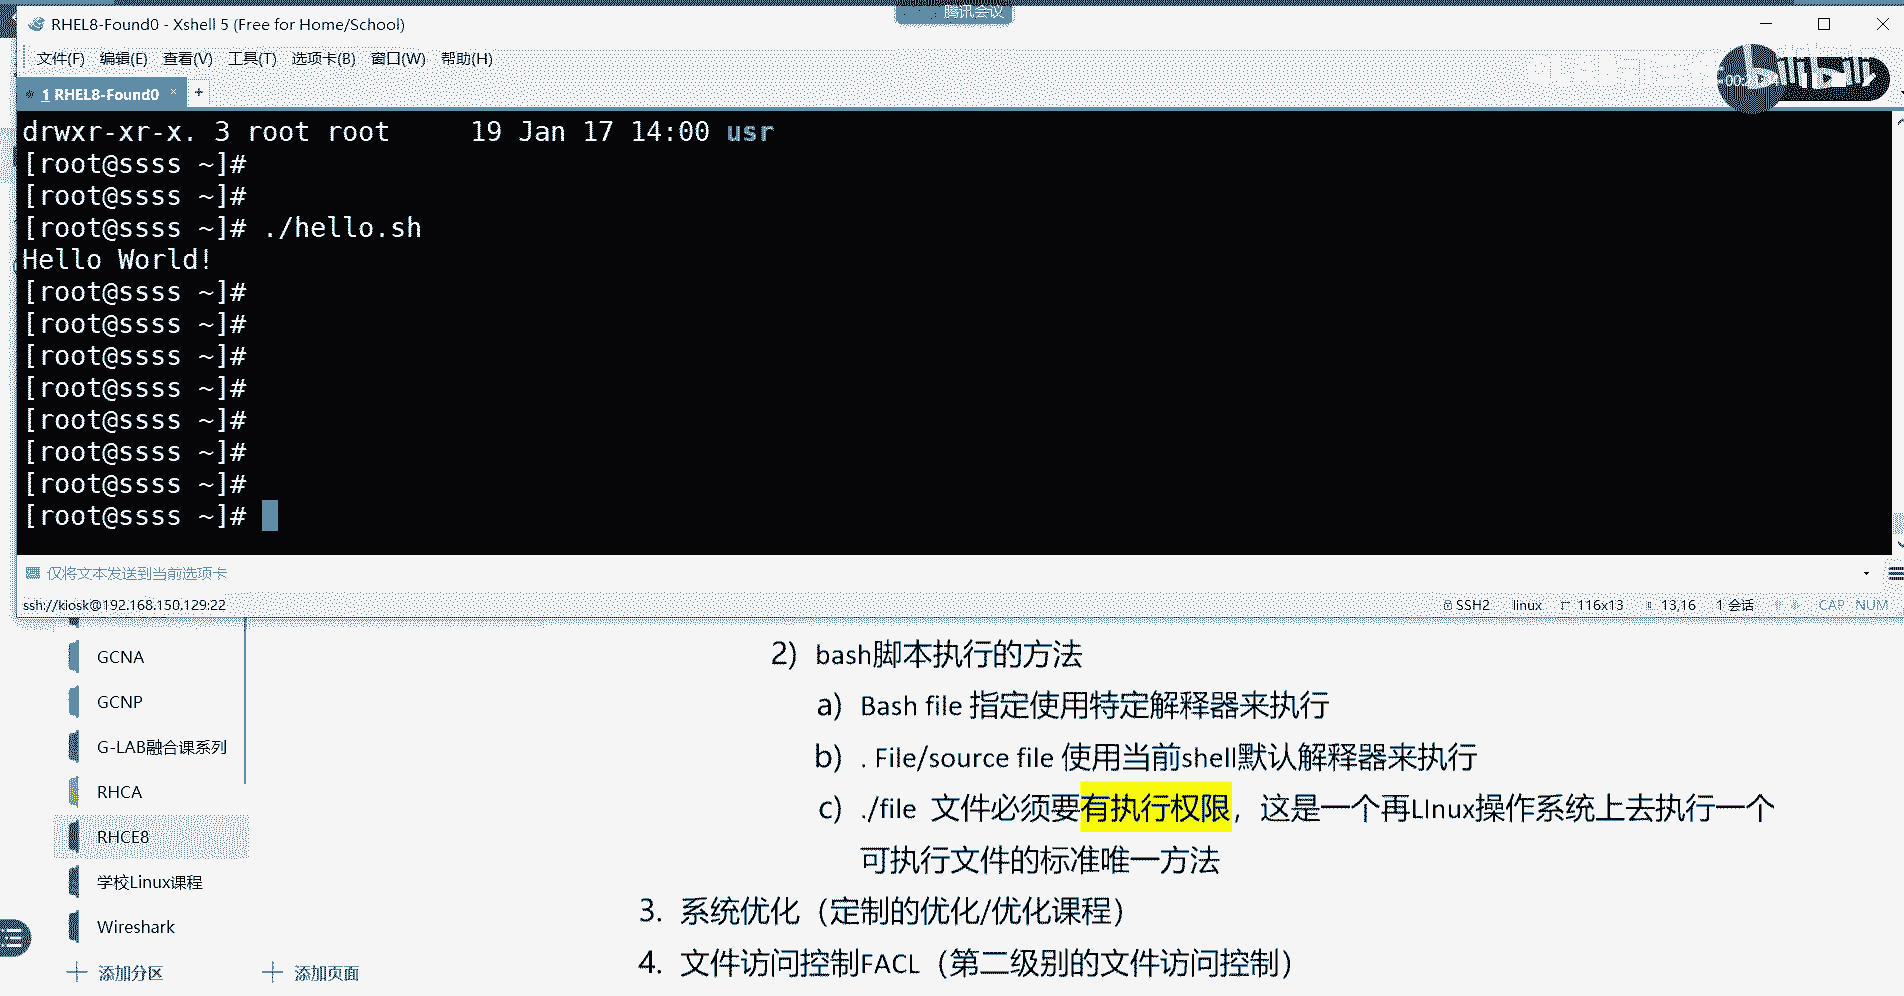 腾讯会议
RHEL8-Found0 - Xshell 5 (Free for Home/School)
文件(F) 编辑(E) 查看(V) 工具(T) 选项卡(B) 窗口(W) 帮助(H)
bilibili
1 RHEL8-Found0 × +
drwxr-xr-x. 3 root root 19 Jan 17 14:00 usr
[root@ssss ~]#
[root@ssss ~]#
[root@ssss ~]# ./hello.sh
Hello World!
[root@ssss ~]#
[root@ssss ~]#
[root@ssss ~]#
[root@ssss ~]#
[root@ssss ~]#
[root@ssss ~]#
[root@ssss ~]#
[root@ssss ~]#
仅将文本发送到当前选项卡
ssh://kiosk@192.168.150.129:22 SSH2 linux 116x13 13,16 1 会话 CAP NUM
GCNA
GCNP
G-LAB融合课系列
RHCA
RHCE8
学校Linux课程
Wireshark
添加分区 添加页面
2) bash脚本执行的方法
a) Bash file 指定使用特定解释器来执行
b) . File/source file 使用当前shell默认解释器来执行
c) ./file 文件必须要有执行权限，这是一个再LInux操作系统上去执行一个
可执行文件的标准唯一方法
3. 系统优化（定制的优化/优化课程）
4. 文件访问控制FACL（第二级别的文件访问控制）